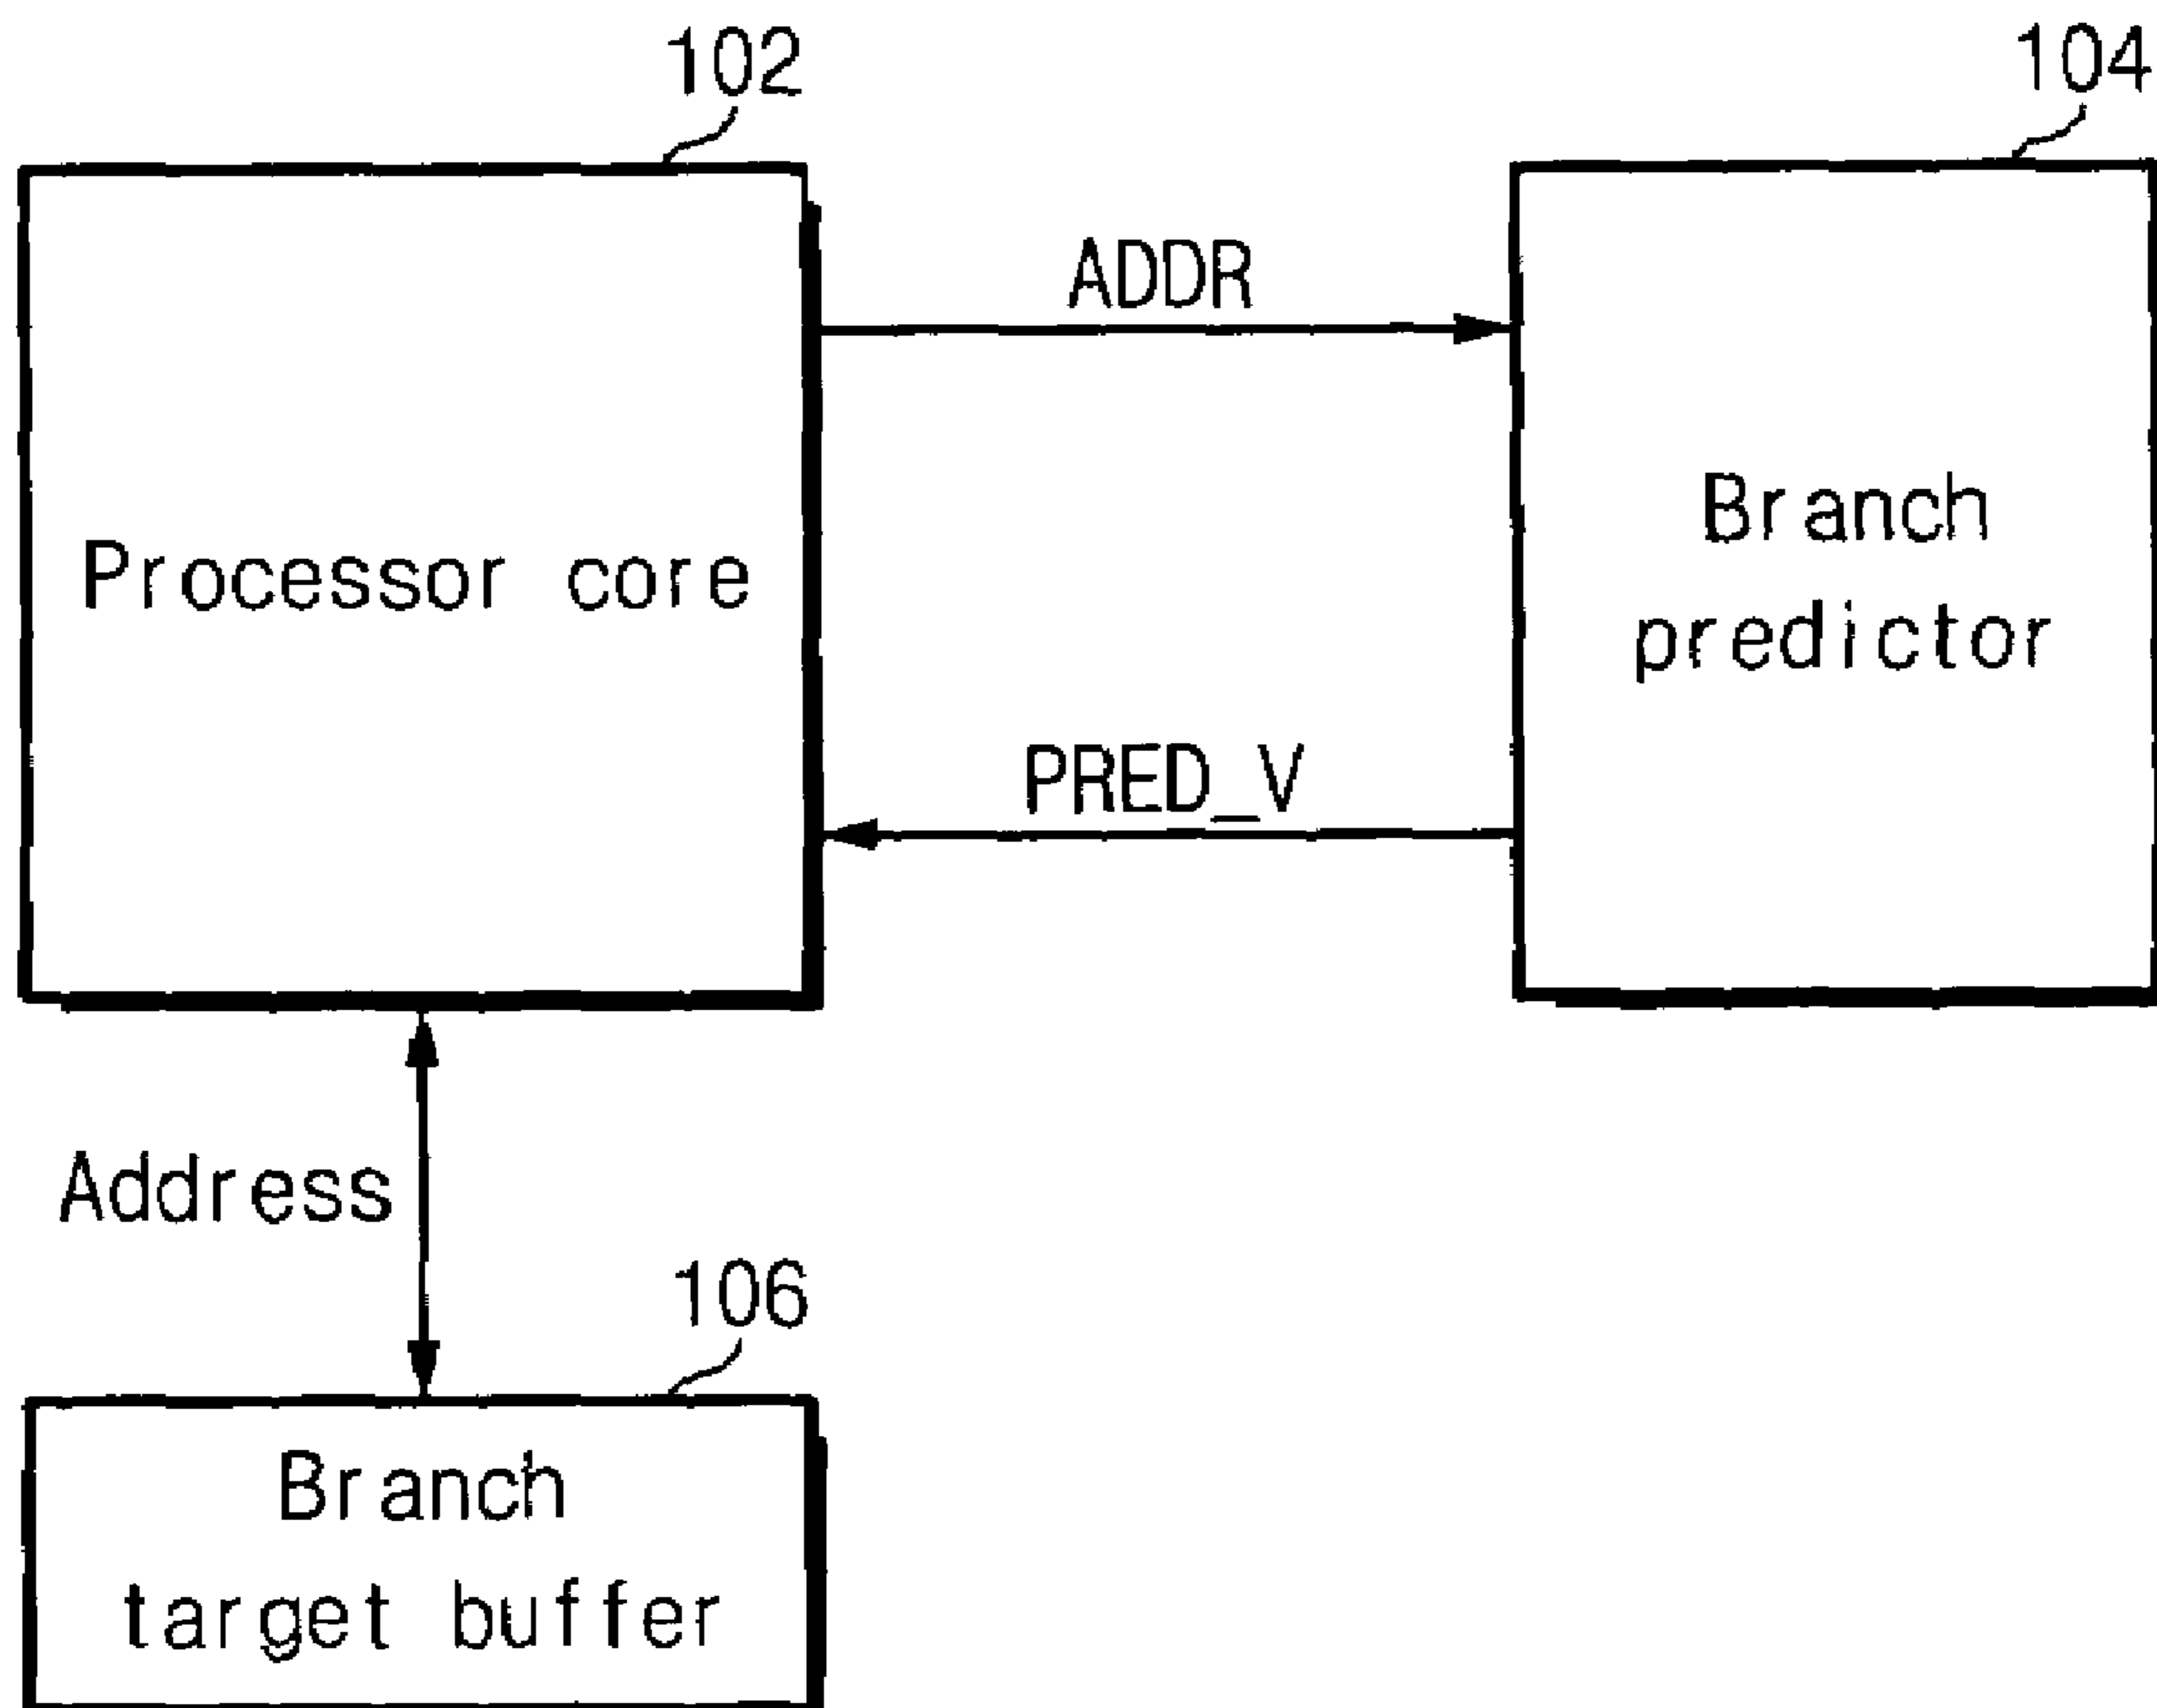 102
104
ADDR
Processor core
Branch
predictor
PRED_V
Address
106
Branch
target buffer